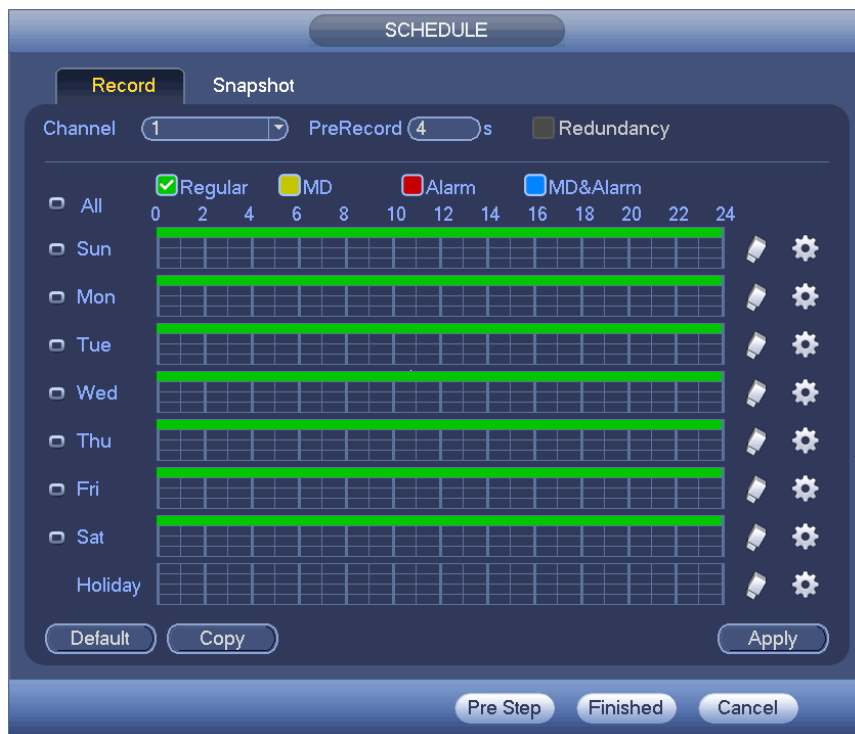 SCHEDULE
Record Snapshot
Channel 1 PreRecord 4 s Redundancy
Regular MD Alarm MD&Alarm
All 0 2 4 6 8 10 12 14 16 18 20 22 24
Sun
Mon
Tue
Wed
Thu
Fri
Sat
Holiday
Default Copy Apply
Pre Step Finished Cancel